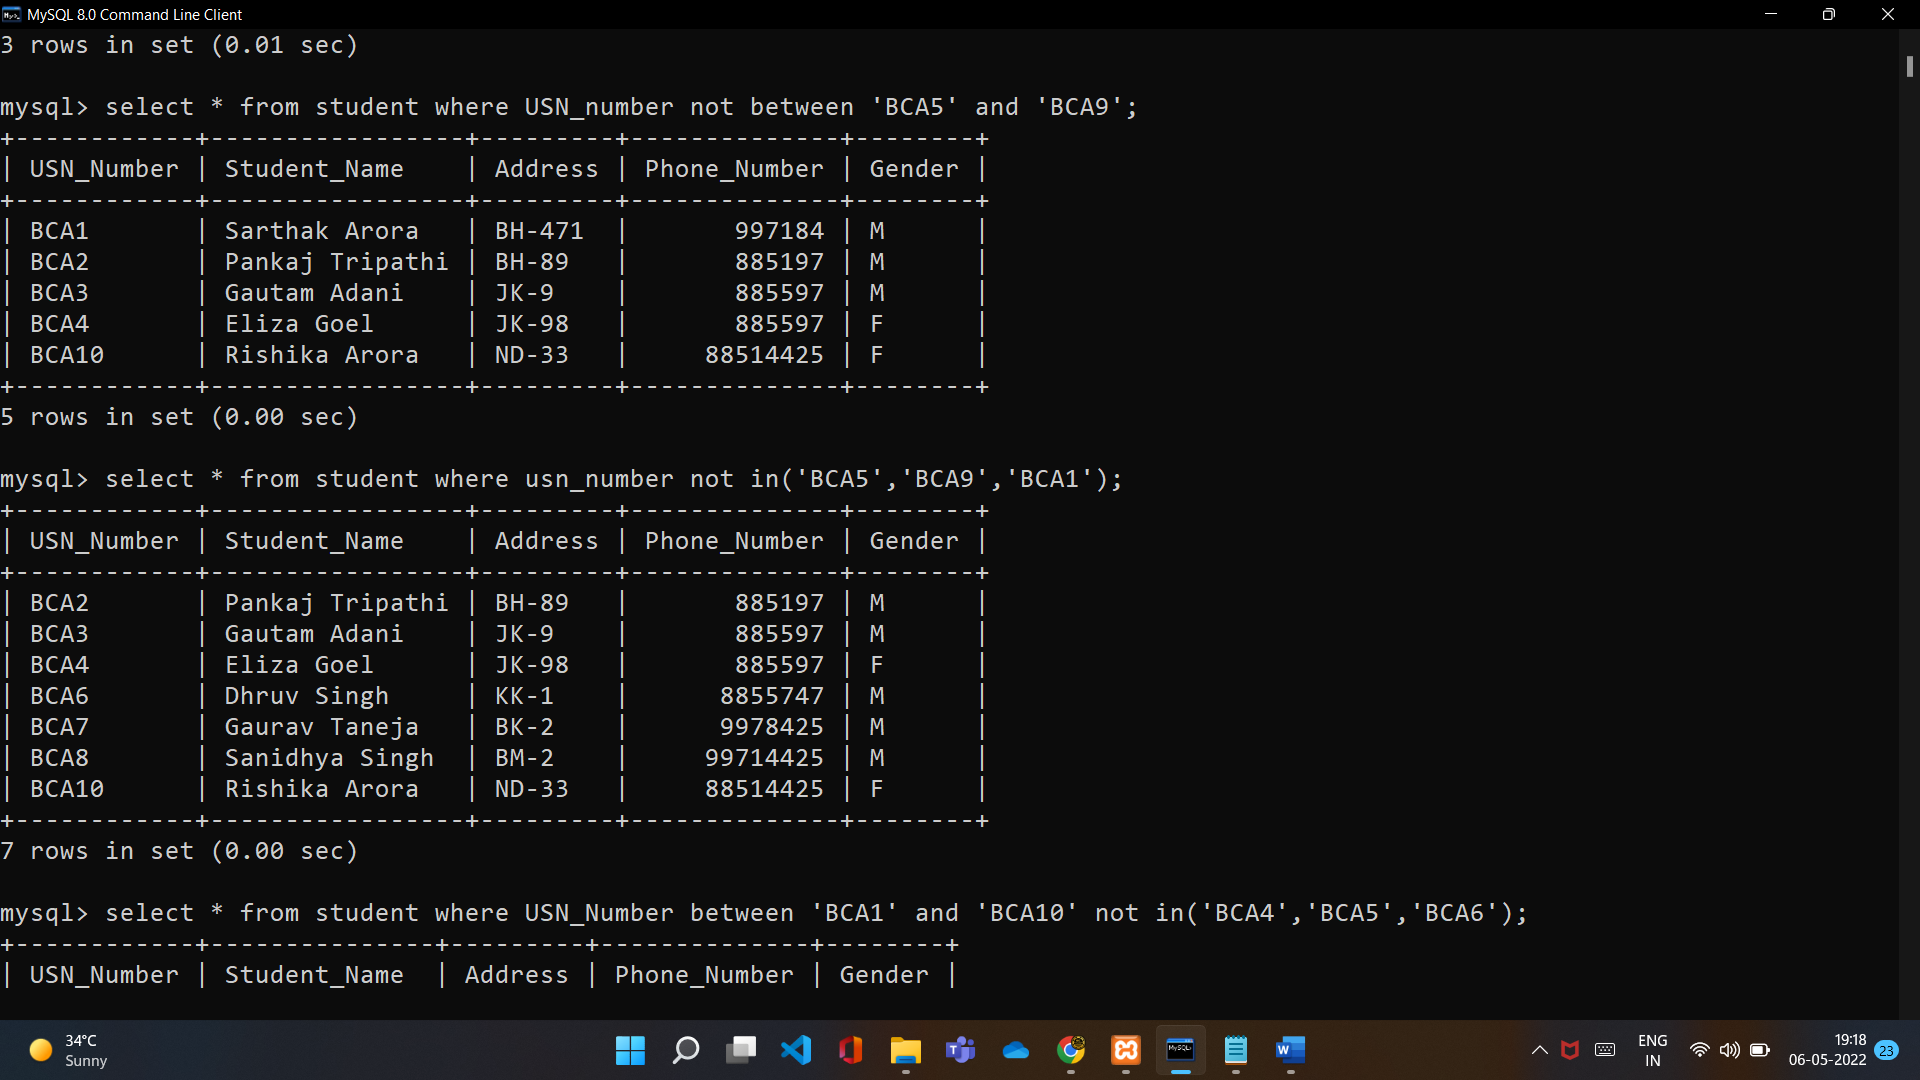 MySQL 8.0 Command Line Client
3 rows in set (0.01 sec)
mysql> select * from student where USN_number not between 'BCA5' and 'BCA9';
+------------+-----------------+---------+--------------+--------+
| USN_Number | Student_Name    | Address | Phone_Number | Gender |
+------------+-----------------+---------+--------------+--------+
| BCA1       | Sarthak Arora   | BH-471  |       997184 | M      |
| BCA2       | Pankaj Tripathi | BH-89   |       885197 | M      |
| BCA3       | Gautam Adani    | JK-9    |       885597 | M      |
| BCA4       | Eliza Goel      | JK-98   |       885597 | F      |
| BCA10      | Rishika Arora   | ND-33   |     88514425 | F      |
+------------+-----------------+---------+--------------+--------+
5 rows in set (0.00 sec)
mysql> select * from student where usn_number not in('BCA5','BCA9','BCA1');
+------------+-----------------+---------+--------------+--------+
| USN_Number | Student_Name    | Address | Phone_Number | Gender |
+------------+-----------------+---------+--------------+--------+
| BCA2       | Pankaj Tripathi | BH-89   |       885197 | M      |
| BCA3       | Gautam Adani    | JK-9    |       885597 | M      |
| BCA4       | Eliza Goel      | JK-98   |       885597 | F      |
| BCA6       | Dhruv Singh     | KK-1    |      8855747 | M      |
| BCA7       | Gaurav Taneja   | BK-2    |      9978425 | M      |
| BCA8       | Sanidhya Singh  | BM-2    |     99714425 | M      |
| BCA10      | Rishika Arora   | ND-33   |     88514425 | F      |
+------------+-----------------+---------+--------------+--------+
7 rows in set (0.00 sec)
mysql> select * from student where USN_Number between 'BCA1' and 'BCA10' not in('BCA4','BCA5','BCA6');
+------------+---------------+---------+--------------+--------+
| USN_Number | Student_Name  | Address | Phone_Number | Gender |
34°C
Sunny
ENG
IN
19:18
06-05-2022
23